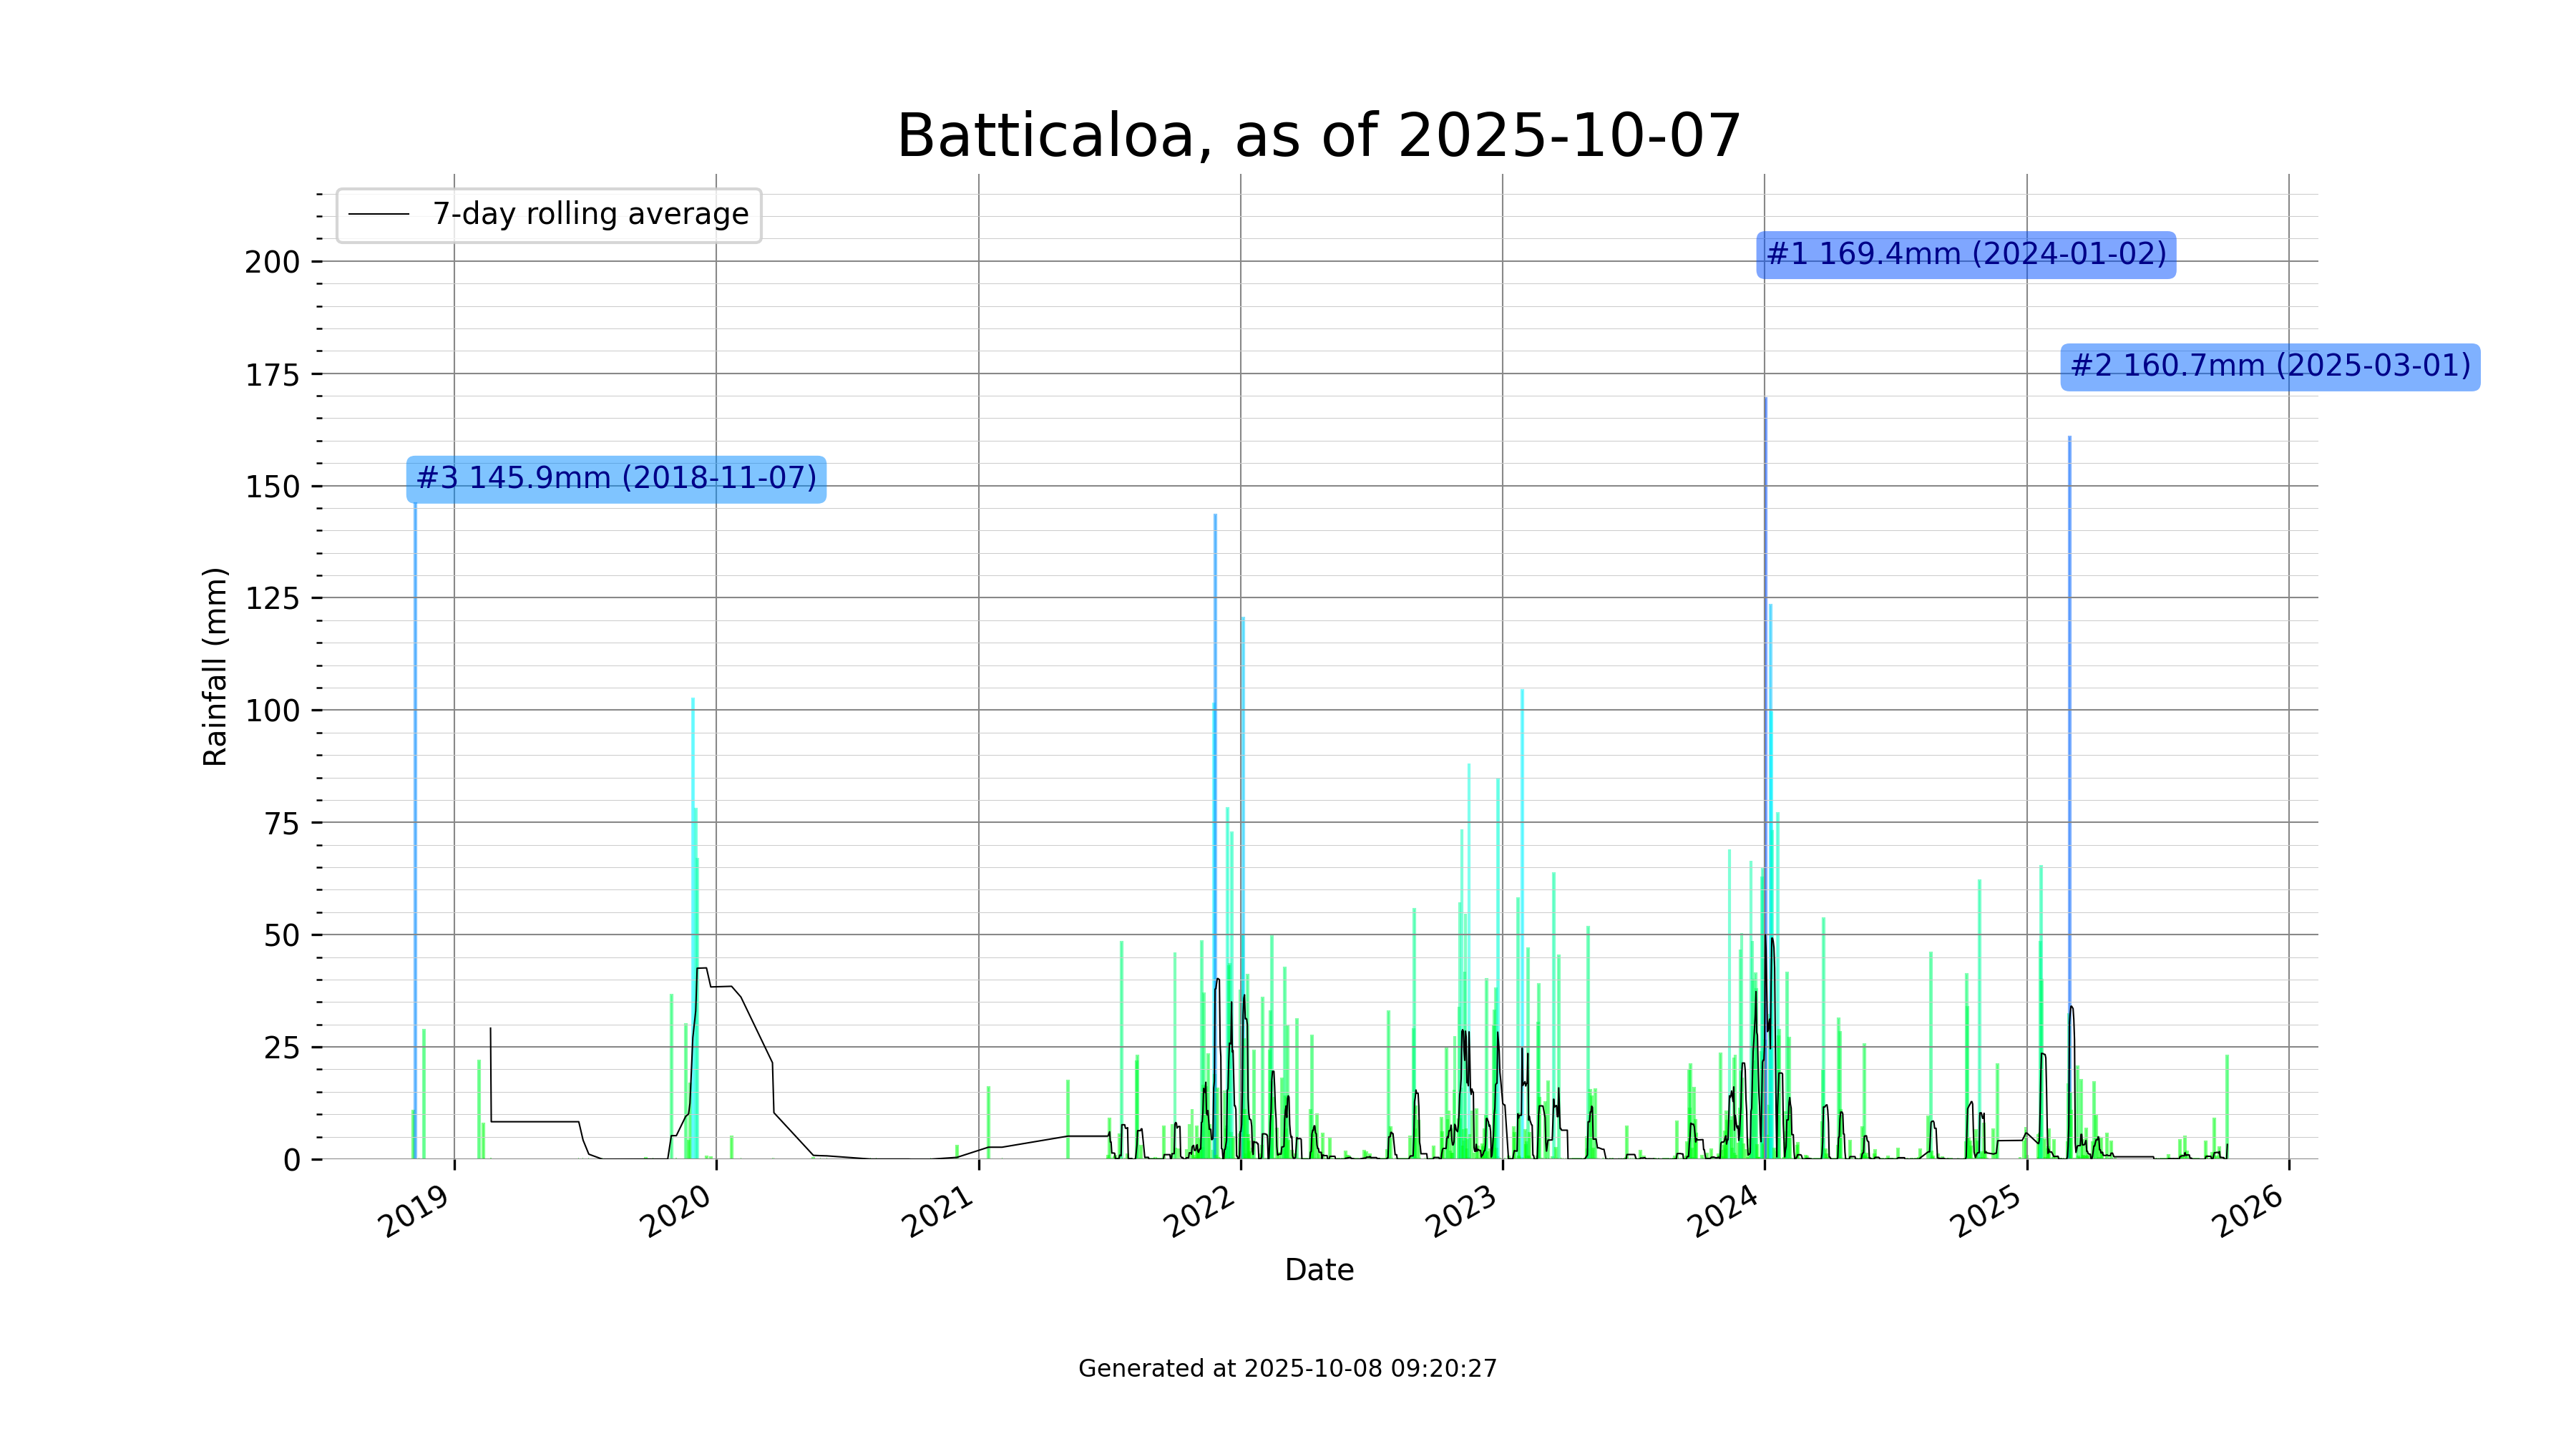 Batticaloa, as of 2025-10-07
7-day rolling average
#1 169.4mm (2024-01-02)
#2 160.7mm (2025-03-01)
#3 145.9mm (2018-11-07)
Rainfall (mm)
200
175
150
125
100
75
50
25
0
2019
2020
2021
2022
2023
2024
2025
2026
Date
Generated at 2025-10-08 09:20:27